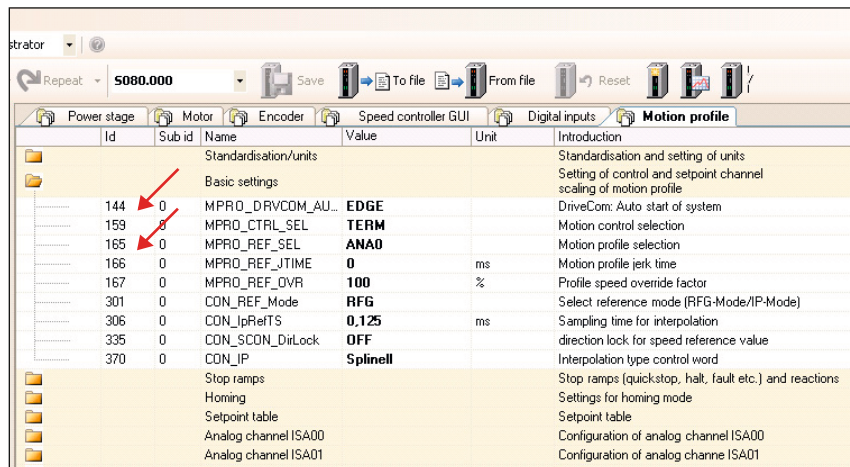 strator
Repeat S080.000 Save To file From file Reset
Power stage Motor Encoder Speed controller GUI Digital inputs Motion profile
Id Sub id Name Value Unit Introduction
Standardisation/units Standardisation and setting of units
Basic settings Setting of control and setpoint channel
scaling of motion profile
144 0 MPRO_DRVCOM_AU... EDGE DriveCom: Auto start of system
159 0 MPRO_CTRL_SEL TERM Motion control selection
165 0 MPRO_REF_SEL ANA0 Motion profile selection
166 0 MPRO_REF_JTIME 0 ms Motion profile jerk time
167 0 MPRO_REF_OVR 100 % Profile speed override factor
301 0 CON_REF_Mode RFG Select reference mode (RFG-Mode/IP-Mode)
306 0 CON_IpRefTS 0,125 ms Sampling time for interpolation
335 0 CON_SCON_DirLock OFF direction lock for speed reference value
370 0 CON_IP SplineII Interpolation type control word
Stop ramps Stop ramps (quickstop, halt, fault etc.) and reactions
Homing Settings for homing mode
Setpoint table Setpoint table
Analog channel ISA00 Configuration of analog channel ISA00
Analog channel ISA01 Configuration of analog channe ISA01